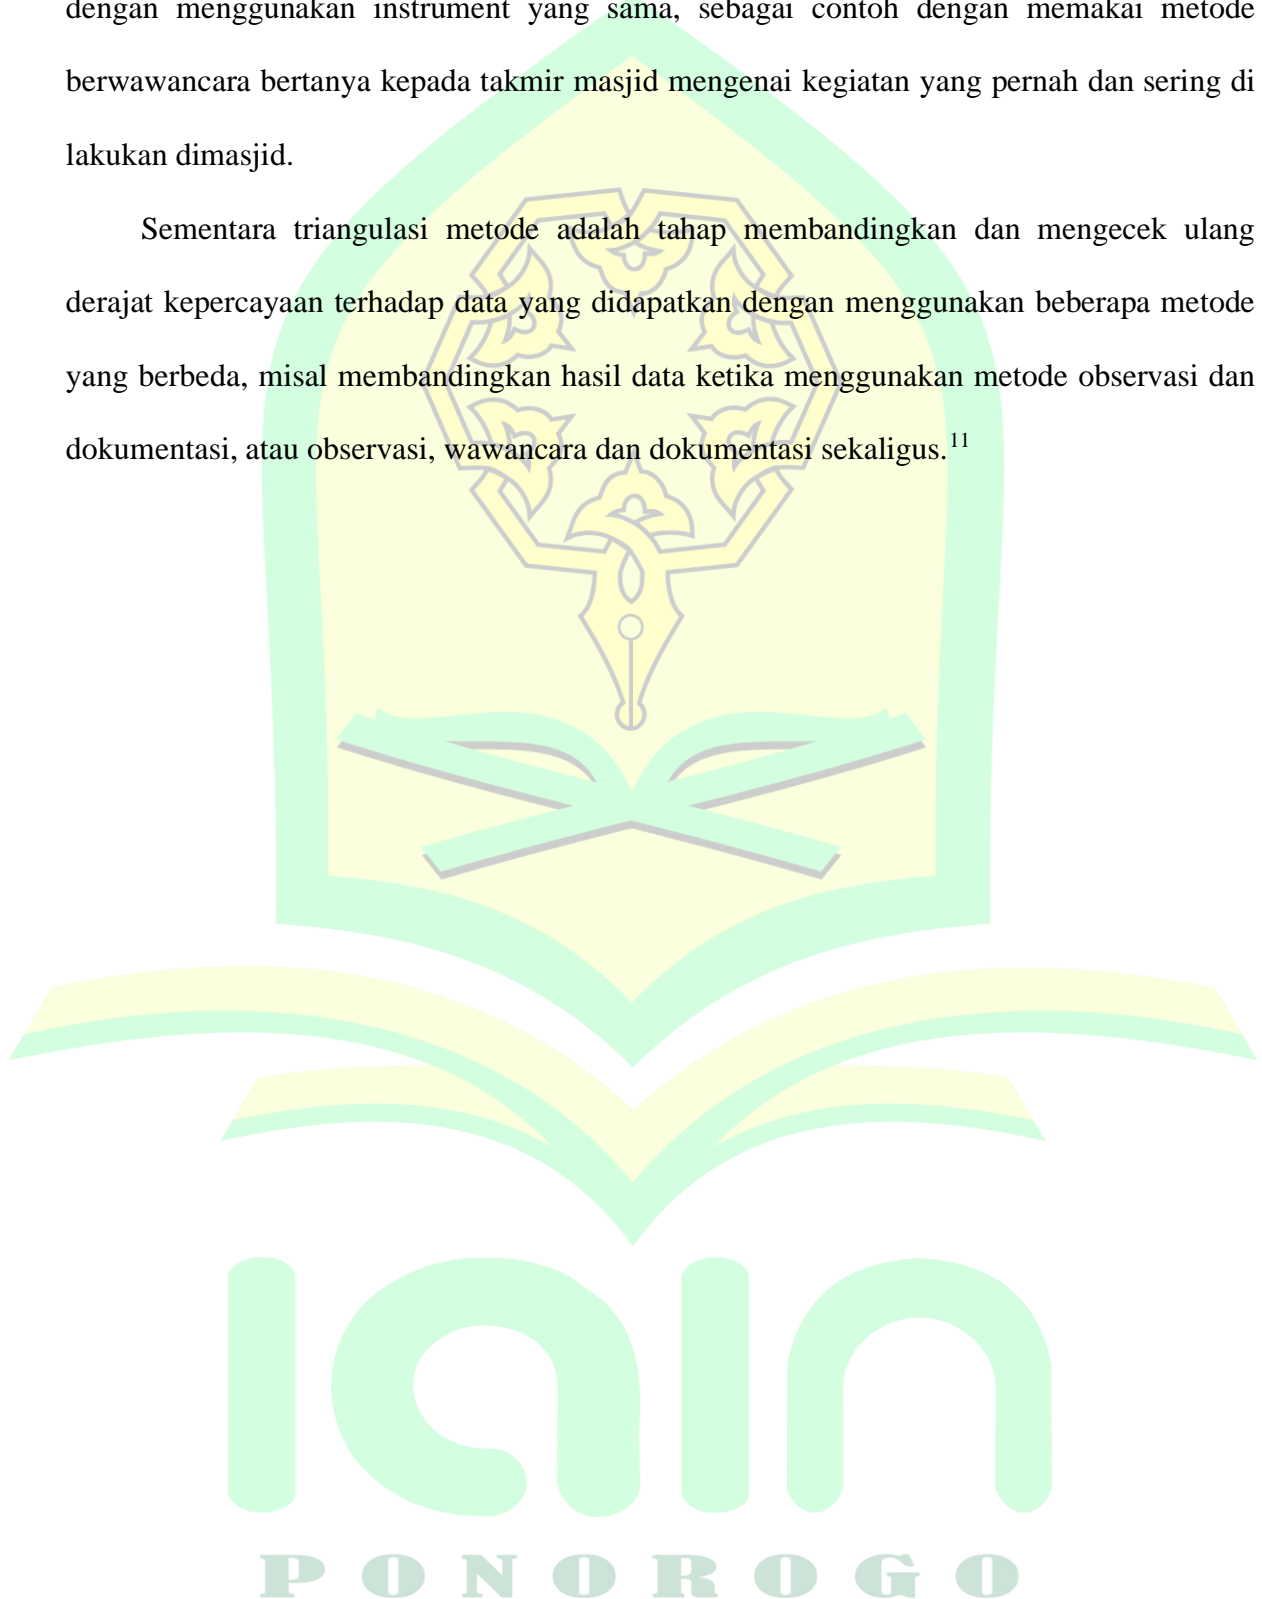 dengan menggunakan instrument yang sama, sebagai contoh dengan memakai metode
berwawancara bertanya kepada takmir masjid mengenai kegiatan yang pernah dan sering di
lakukan dimasjid.
Sementara triangulasi metode adalah tahap membandingkan dan mengecek ulang
derajat kepercayaan terhadap data yang didapatkan dengan menggunakan beberapa metode
yang berbeda, misal membandingkan hasil data ketika menggunakan metode observasi dan
dokumentasi, atau observasi, wawancara dan dokumentasi sekaligus.11
iain
PONOROGO